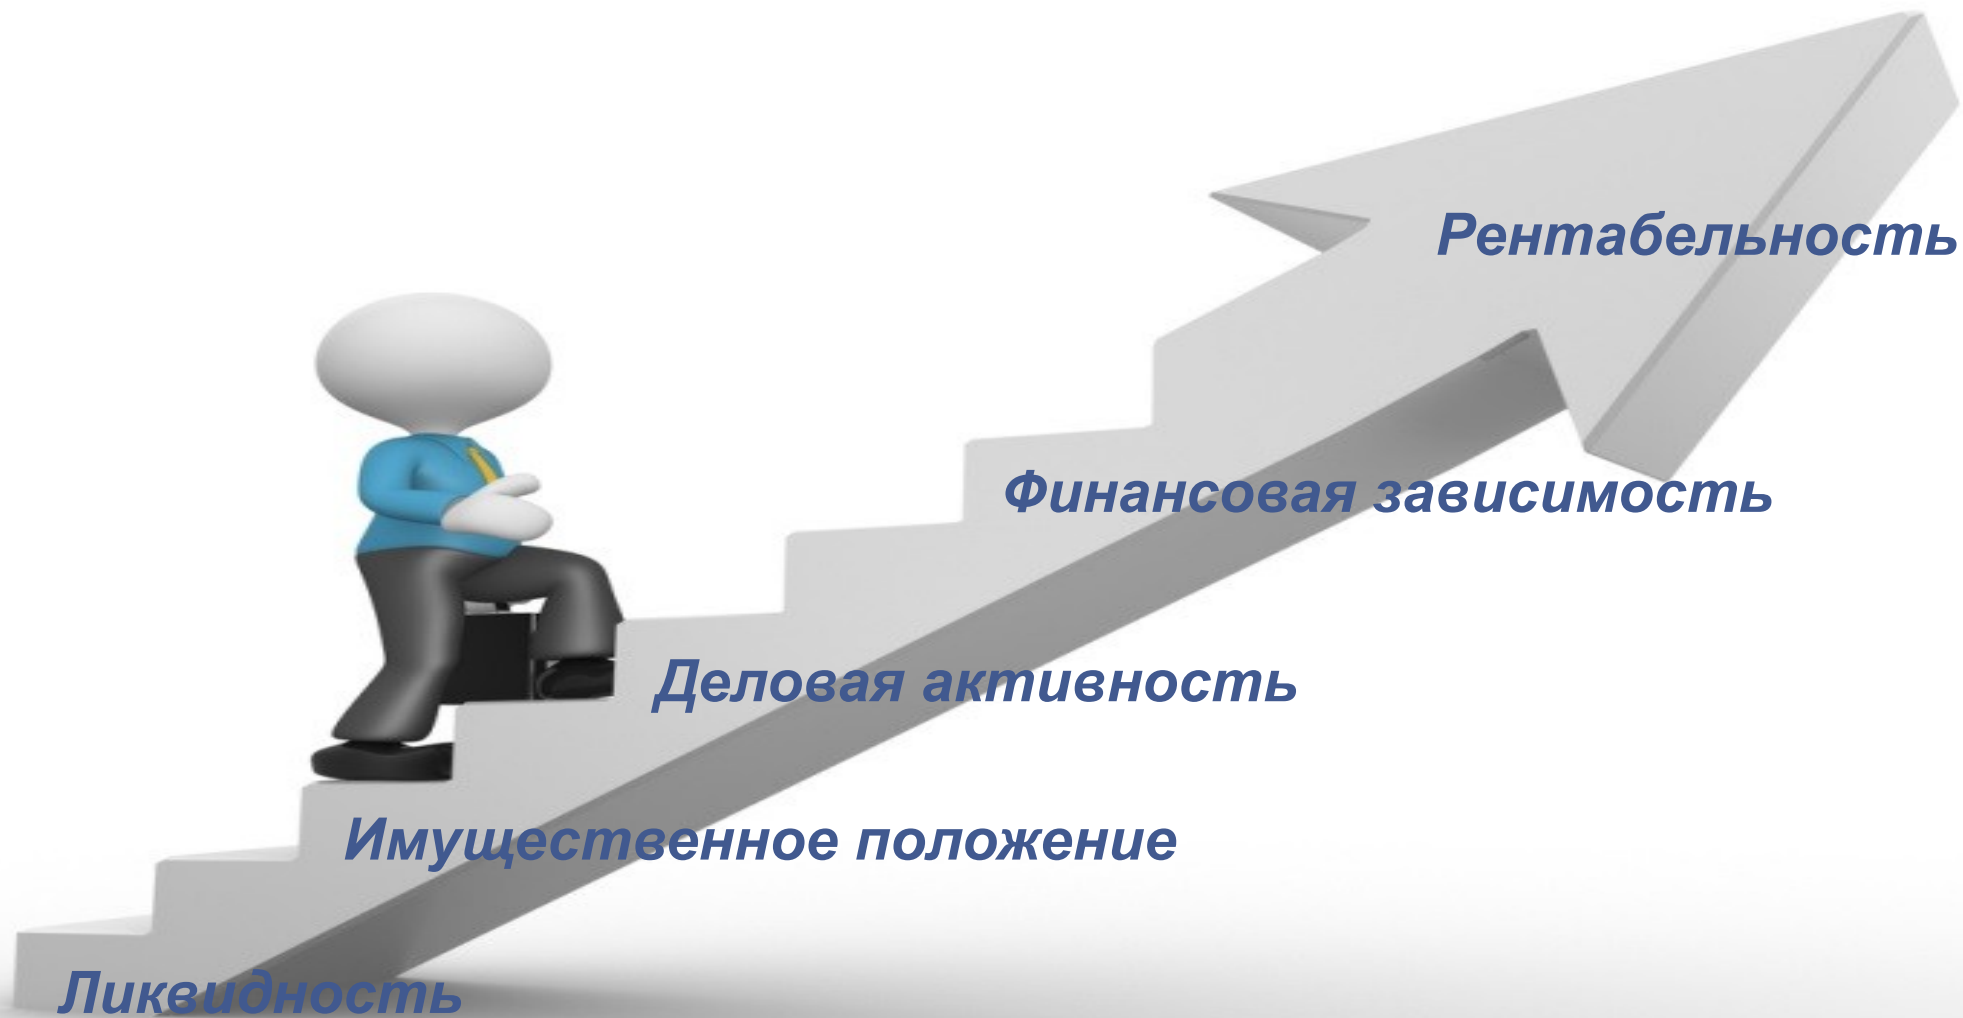 Рентабельность
Финансовая зависимость
Деловая активность
Имущественное положение
Ликвидность